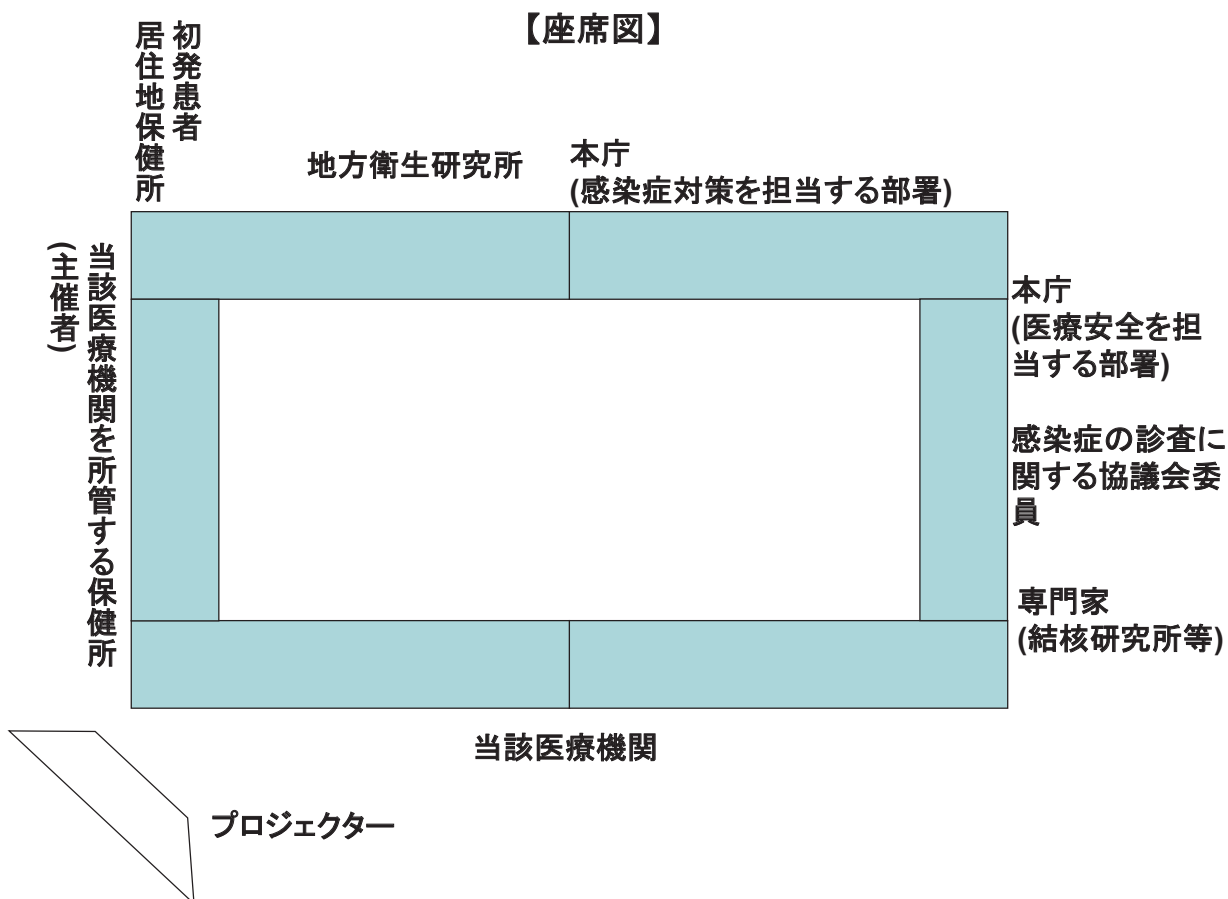 【座席図】
初発患者
居住地保健所
地方衛生研究所
本庁
(感染症対策を担当する部署)
当該医療機関を所管する保健所
(主催者)
本庁
(医療安全を担
当する部署)
感染症の診査に
関する協議会委
員
専門家
(結核研究所等)
当該医療機関
プロジェクター